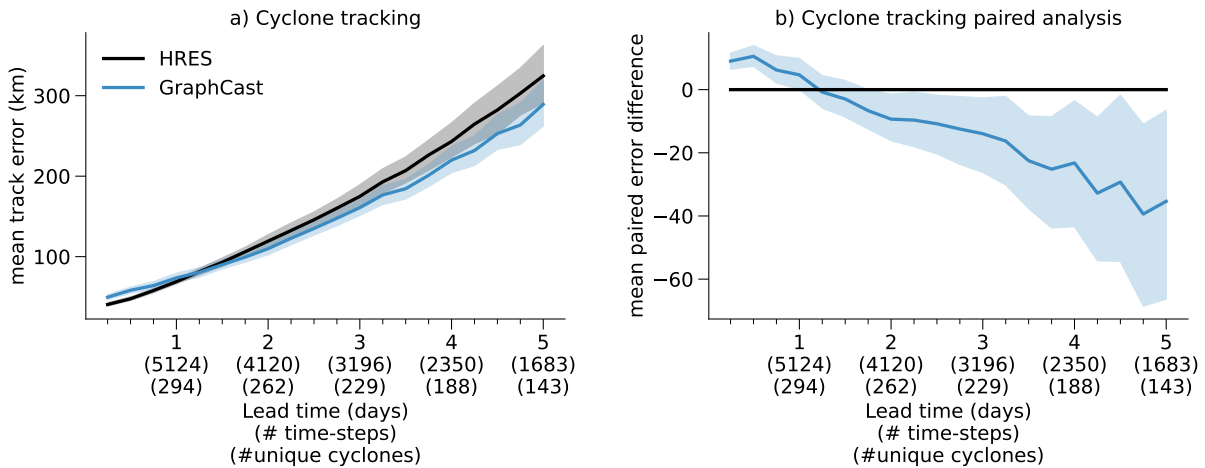 a) Cyclone tracking
mean track error (km)
300
200
100
HRES
GraphCast
1 2 3 4 5
(5124) (4120) (3196) (2350) (1683)
(294) (262) (229) (188) (143)
Lead time (days)
(# time-steps)
(#unique cyclones)
b) Cyclone tracking paired analysis
mean paired error difference
0
−20
−40
−60
1 2 3 4 5
(5124) (4120) (3196) (2350) (1683)
(294) (262) (229) (188) (143)
Lead time (days)
(# time-steps)
(#unique cyclones)